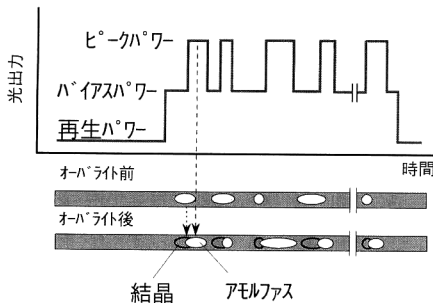 光出力
ピークパワー
バイアスパワー
再生パワー
時間
オーバライト前
オーバライト後
結晶
アモルファス